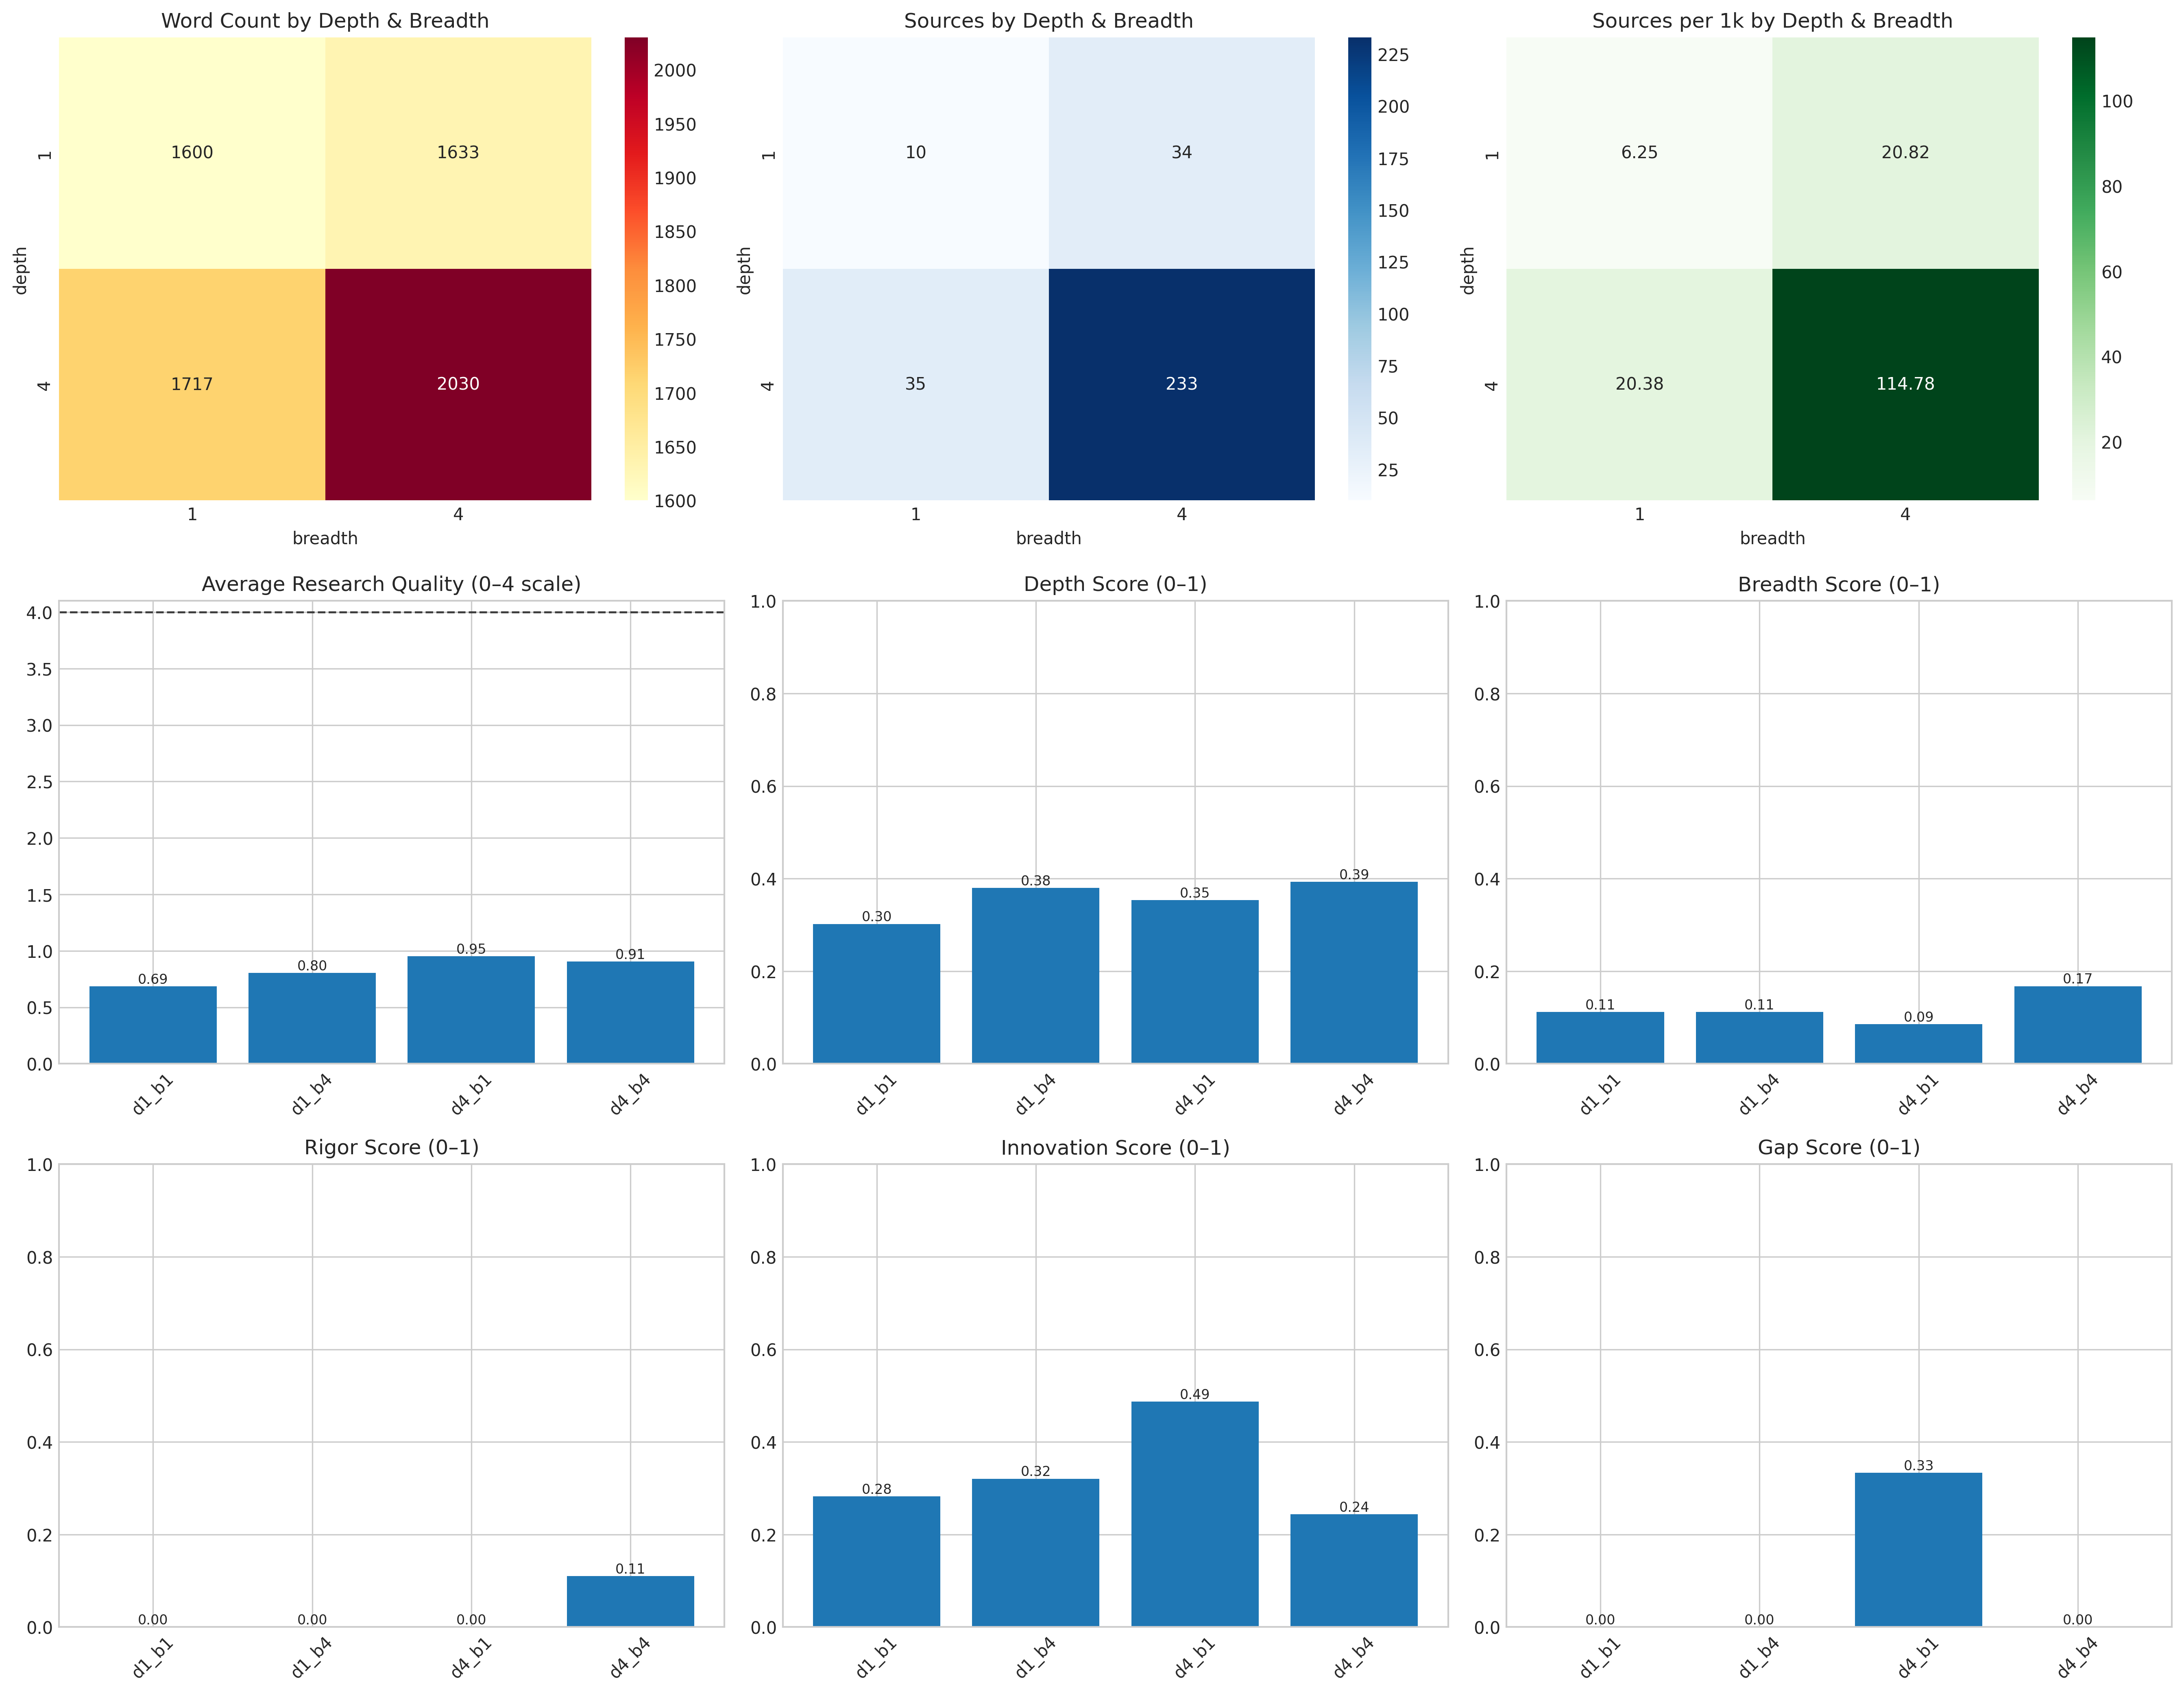 Word Count by Depth & Breadth
1600
1633
1717
2030
1
4
depth
1
4
breadth
2000
1950
1900
1850
1800
1750
1700
1650
1600
Sources by Depth & Breadth
10
34
35
233
1
4
depth
1
4
breadth
225
200
175
150
125
100
75
50
25
Sources per 1k by Depth & Breadth
6.25
20.82
20.38
114.78
1
4
depth
1
4
breadth
100
80
60
40
20
Average Research Quality (0–4 scale)
4.0
3.5
3.0
2.5
2.0
1.5
1.0
0.5
0.0
0.69
0.80
0.95
0.91
d1_b1
d1_b4
d4_b1
d4_b4
Depth Score (0–1)
1.0
0.8
0.6
0.4
0.2
0.0
0.30
0.38
0.35
0.39
d1_b1
d1_b4
d4_b1
d4_b4
Breadth Score (0–1)
1.0
0.8
0.6
0.4
0.2
0.0
0.11
0.11
0.09
0.17
d1_b1
d1_b4
d4_b1
d4_b4
Rigor Score (0–1)
1.0
0.8
0.6
0.4
0.2
0.0
0.00
0.00
0.00
0.11
d1_b1
d1_b4
d4_b1
d4_b4
Innovation Score (0–1)
1.0
0.8
0.6
0.4
0.2
0.0
0.28
0.32
0.49
0.24
d1_b1
d1_b4
d4_b1
d4_b4
Gap Score (0–1)
1.0
0.8
0.6
0.4
0.2
0.0
0.00
0.00
0.33
0.00
d1_b1
d1_b4
d4_b1
d4_b4